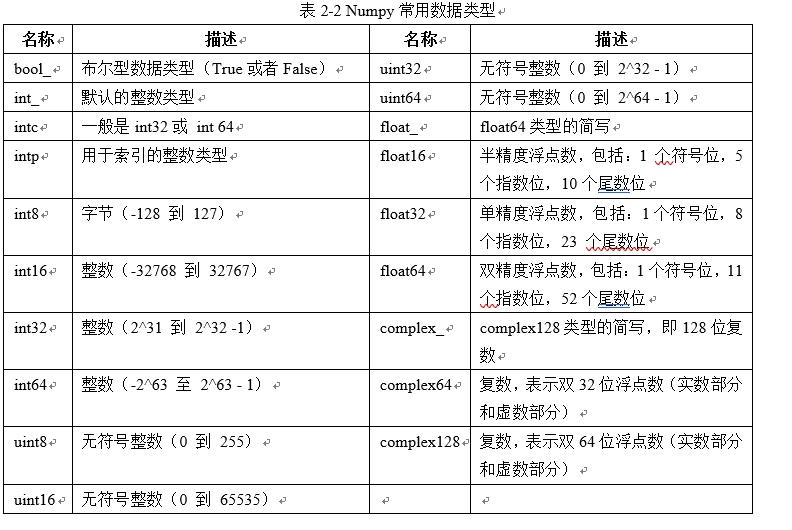 表 2-2 Numpy 常用数据类型
名称 描述 名称 描述
bool_ 布尔型数据类型（True 或者 False） uint32 无符号整数（0 到 2^32 - 1）
int_ 默认的整数类型 uint64 无符号整数（0 到 2^64 - 1）
intc 一般是 int32 或 int 64 float_ float64 类型的简写
intp 用于索引的整数类型 float16 半精度浮点数，包括：1 个符号位，5
个指数位，10 个尾数位
int8 字节（-128 到 127） float32 单精度浮点数，包括：1 个符号位，8
个指数位，23 个尾数位
int16 整数（-32768 到 32767） float64 双精度浮点数，包括：1 个符号位，11
个指数位，52 个尾数位
int32 整数（2^31 到 2^32 -1） complex_ complex128 类型的简写，即 128 位复
数
int64 整数（-2^63 至 2^63 - 1） complex64 复数，表示双 32 位浮点数（实数部分
和虚数部分）
uint8 无符号整数（0 到 255） complex128 复数，表示双 64 位浮点数（实数部分
和虚数部分）
uint16 无符号整数（0 到 65535）